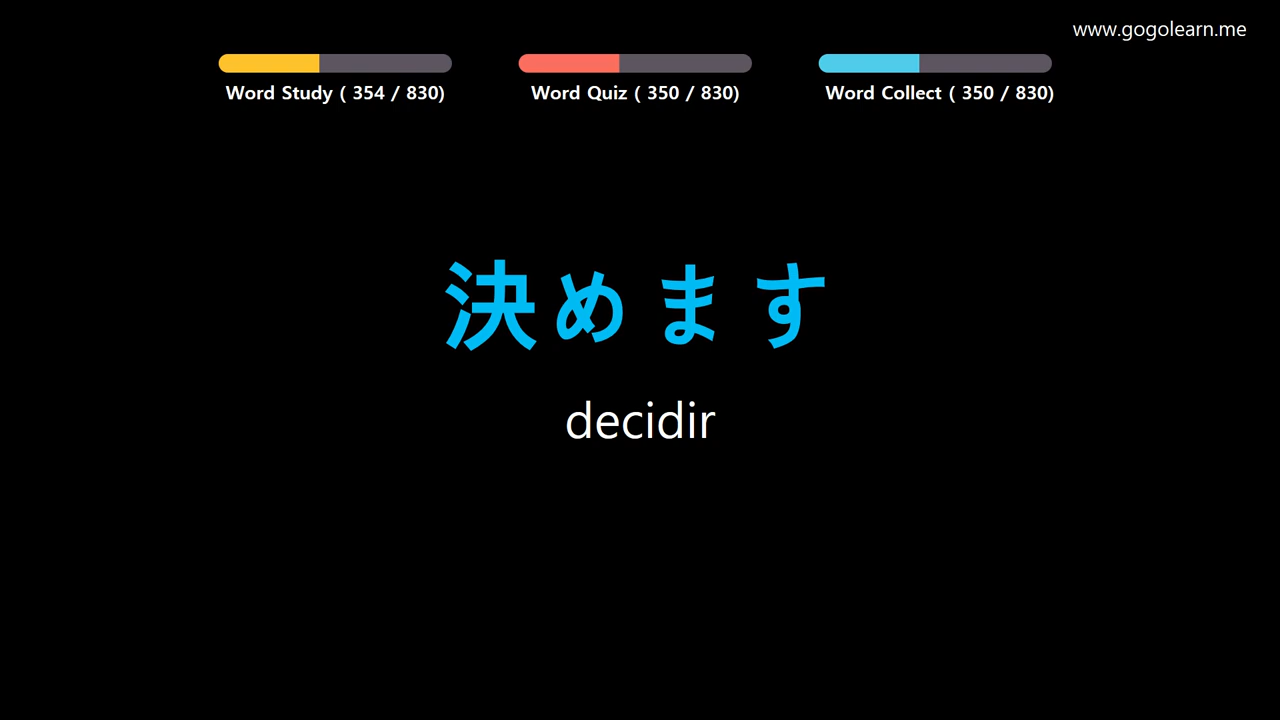 www.gogolearn.me
Word Study ( 354 / 830)
Word Quiz ( 350 / 830)
Word Collect ( 350 / 830)
決めます
decidir